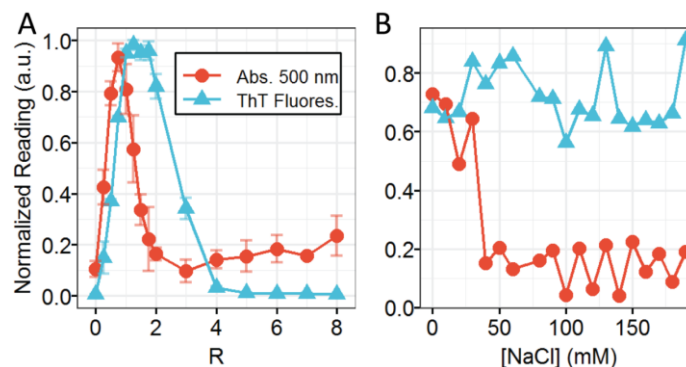 A
Normalized Reading (a.u.)
1.0
0.8
0.6
0.4
0.2
0.0
Abs. 500 nm
ThT Fluores.
0 2 4 6 8
R
B
0.8
0.6
0.4
0.2
0.0
0 50 100 150
[NaCl] (mM)